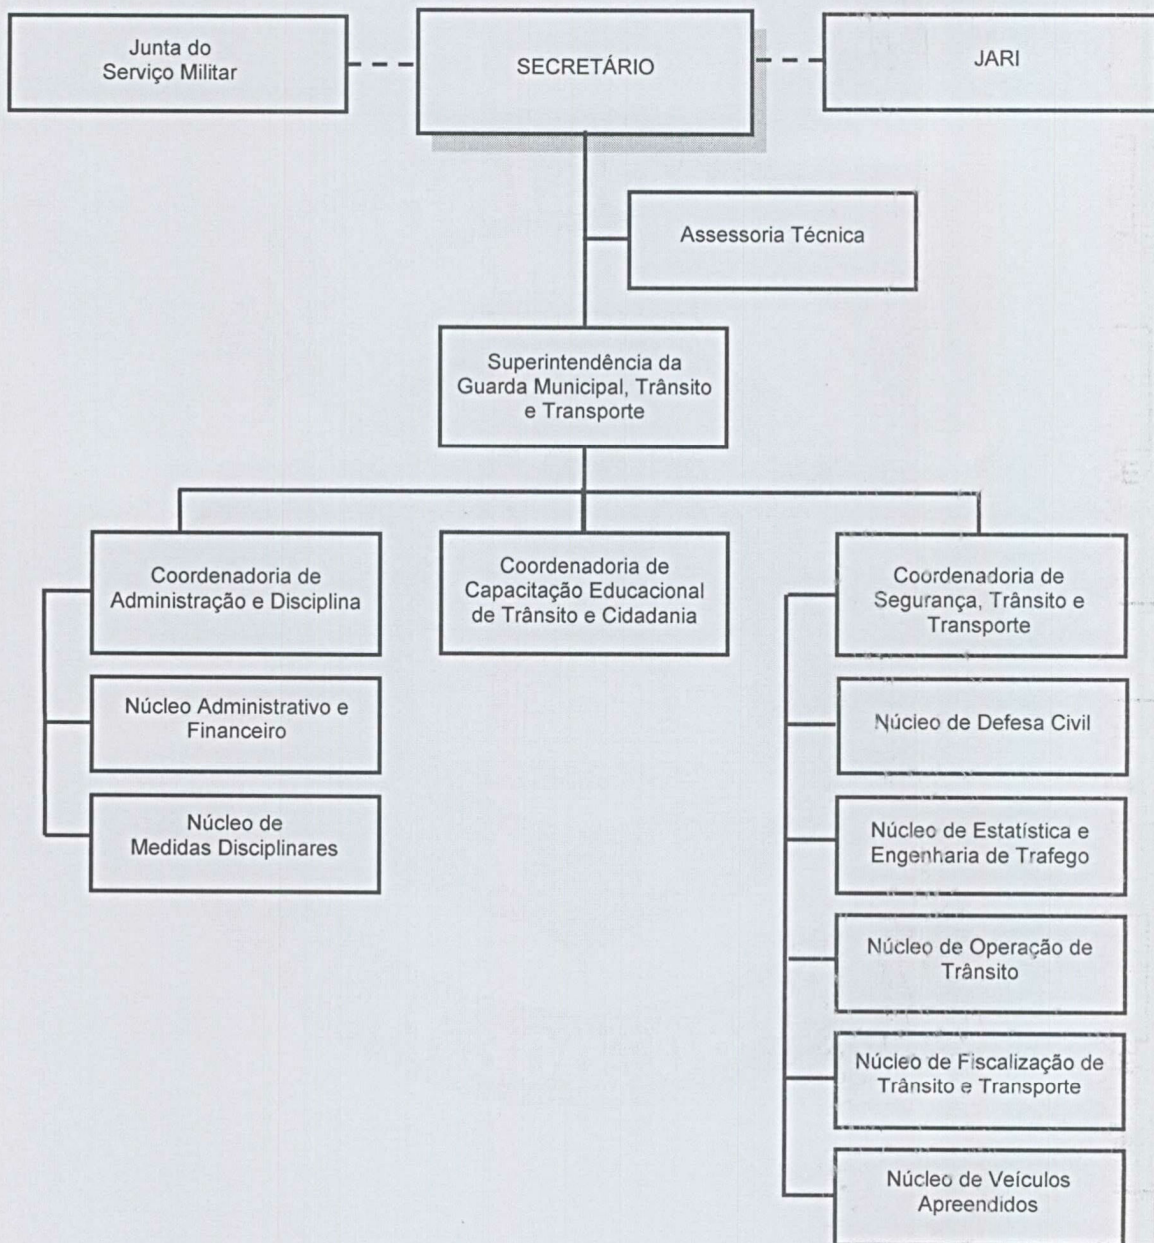 Junta do
Serviço Militar
SECRETÁRIO
JARI
Assessoria Técnica
Superintendência da
Guarda Municipal, Trânsito
e Transporte
Coordenadoria de
Administração e Disciplina
Núcleo Administrativo e
Financeiro
Núcleo de
Medidas Disciplinares
Coordenadoria de
Capacitação Educacional
de Trânsito e Cidadania
Coordenadoria de
Segurança, Trânsito e
Transporte
Núcleo de Defesa Civil
Núcleo de Estatística e
Engenharia de Trafego
Núcleo de Operação de
Trânsito
Núcleo de Fiscalização de
Trânsito e Transporte
Núcleo de Veículos
Apreendidos